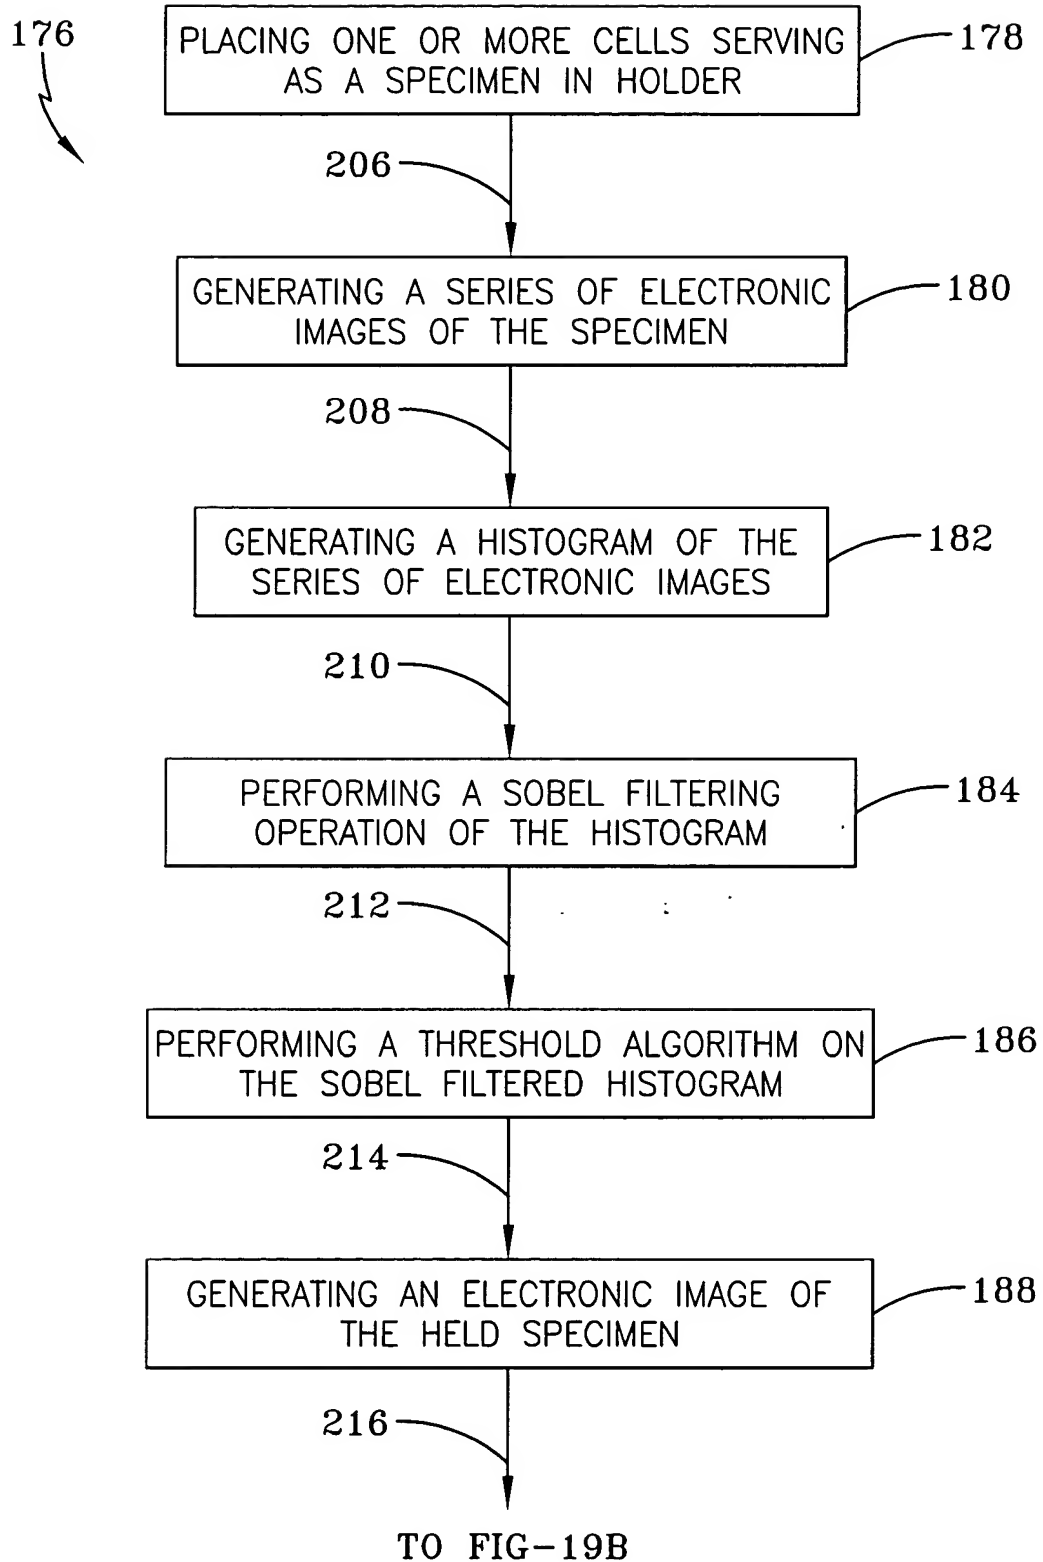 176
PLACING ONE OR MORE CELLS SERVING
AS A SPECIMEN IN HOLDER
178
206
GENERATING A SERIES OF ELECTRONIC
IMAGES OF THE SPECIMEN
180
208
GENERATING A HISTOGRAM OF THE
SERIES OF ELECTRONIC IMAGES
182
210
PERFORMING A SOBEL FILTERING
OPERATION OF THE HISTOGRAM
184
212
PERFORMING A THRESHOLD ALGORITHM ON
THE SOBEL FILTERED HISTOGRAM
186
214
GENERATING AN ELECTRONIC IMAGE OF
THE HELD SPECIMEN
188
216
TO FIG-19B